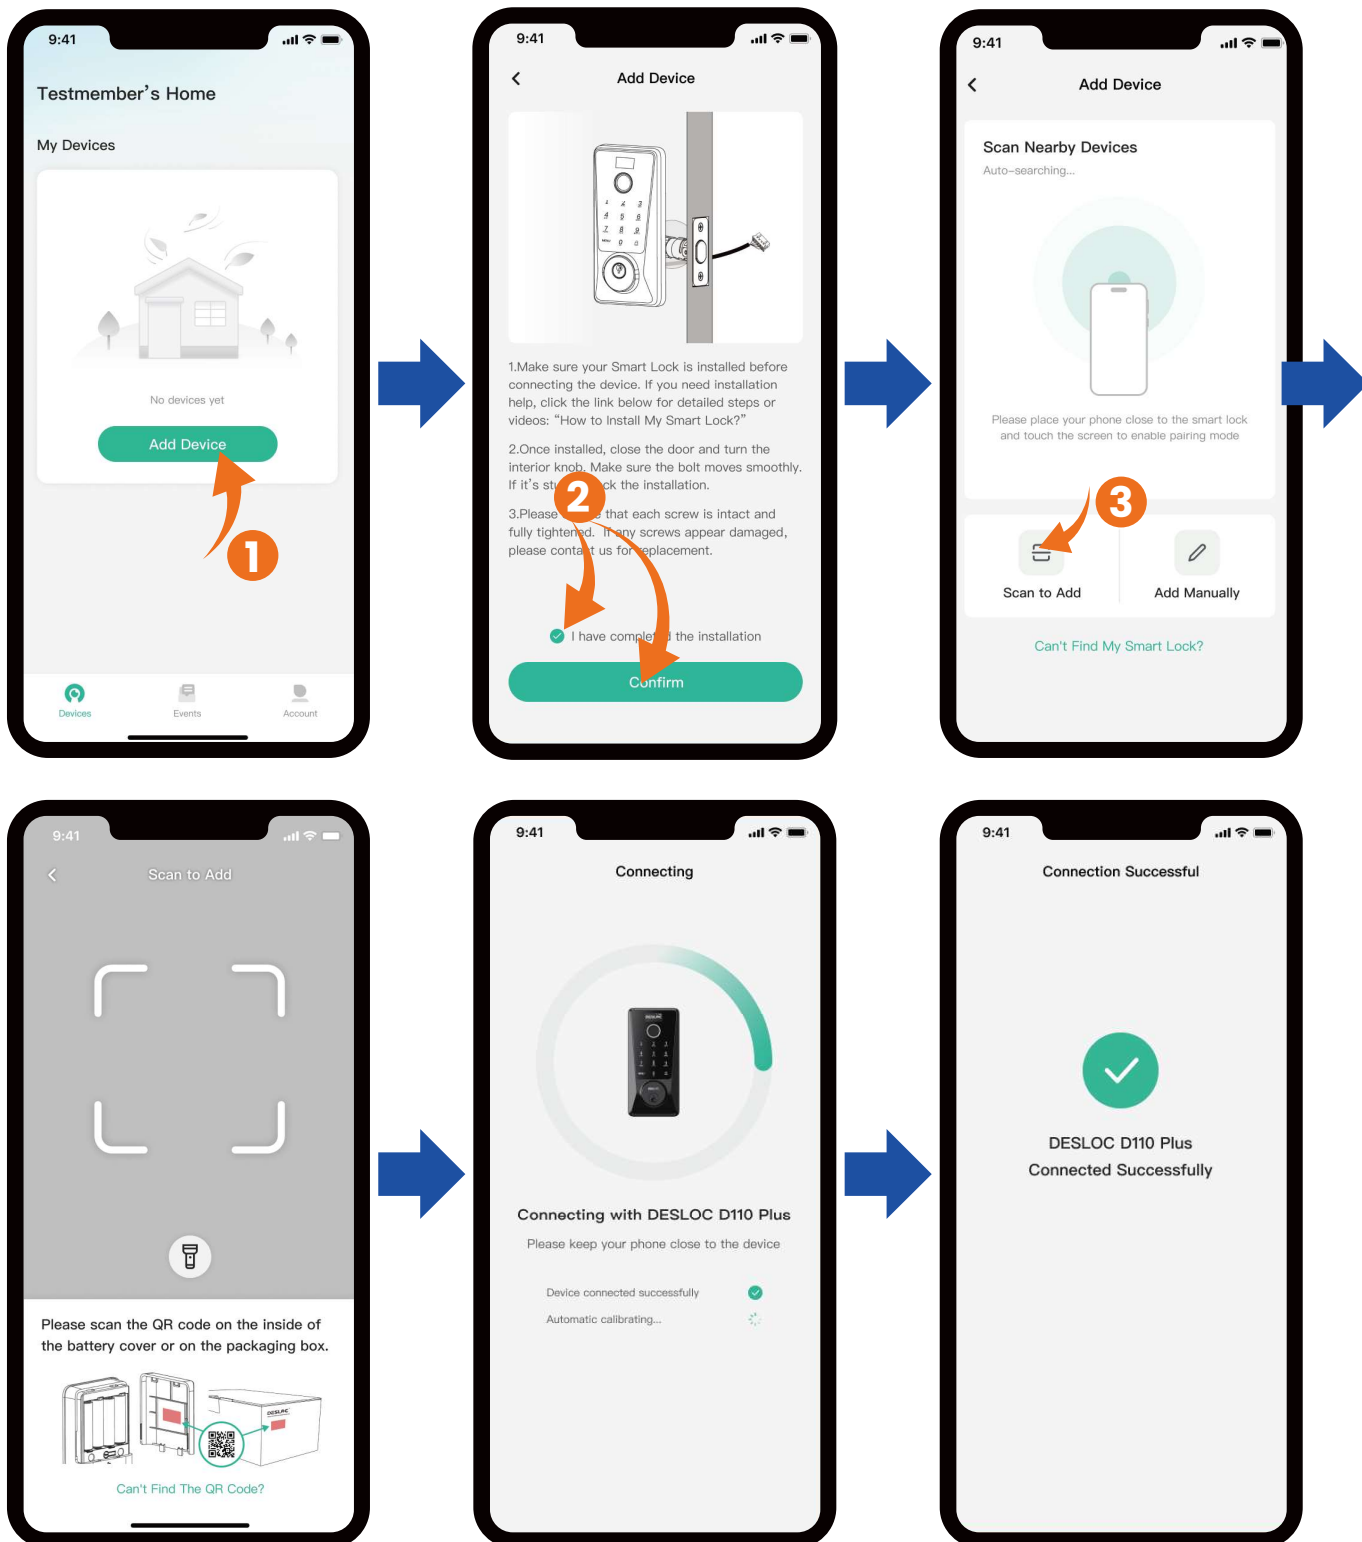 9:41
Testmember's Home
My Devices
No devices yet
Add Device
1
Devices
Events
Account
9:41
Add Device
1.Make sure your Smart Lock is installed before
connecting the device. If you need installation
help, click the link below for detailed steps or
videos: "How to Install My Smart Lock?"
2.Once installed, close the door and turn the
interior knob. Make sure the bolt moves smoothly.
If it's the installation.
3.Please that each screw is intact and
fully tightened. If any screws appear damaged,
please contact us for replacement.
2
I have completed the installation
Confirm
9:41
Add Device
Scan Nearby Devices
Auto-searching...
Please place your phone close to the smart lock
and touch the screen to enable pairing mode
3
Scan to Add
Add Manually
Can't Find My Smart Lock?
9:41
Scan to Add
Please scan the QR code on the inside of
the battery cover or on the packaging box.
DESLOC
Can't Find The QR Code?
9:41
Connecting
DESLOC
Connecting with DESLOC D110 Plus
Please keep your phone close to the device
Device connected successfully
Automatic calibrating...
9:41
Connection Successful
DESLOC D110 Plus
Connected Successfully